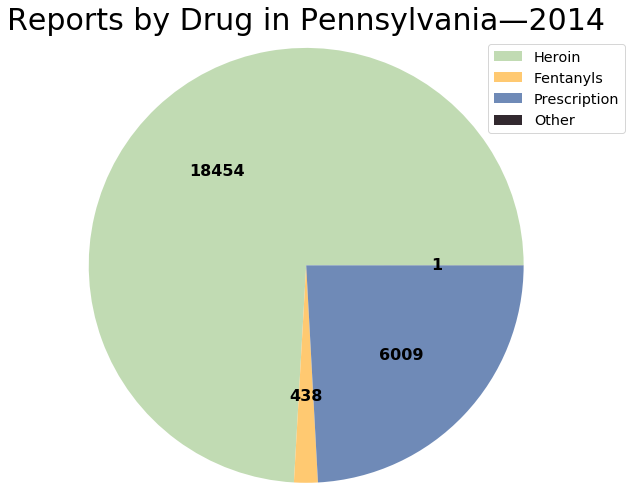 Reports by Drug in Pennsylvania—2014
Heroin
Fentanyls
Prescription
Other
18454
1
6009
438